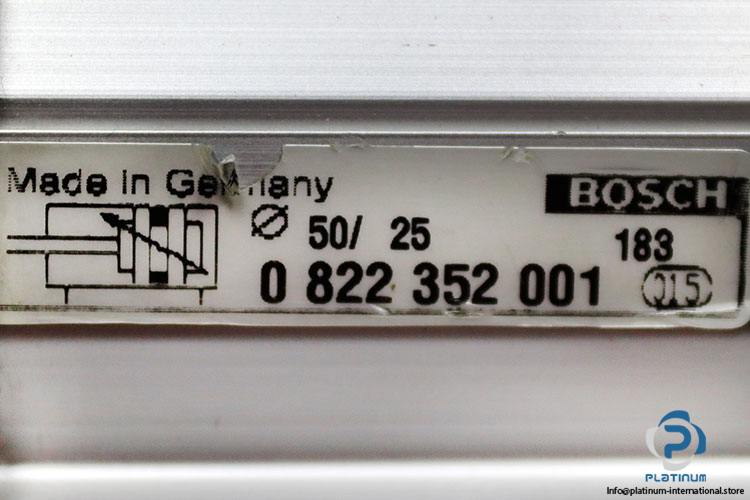 Made in Germany
BOSCH
Ø 50/ 25
183
0 822 352 001
015
PLATINUM
Info@platinum-international.store